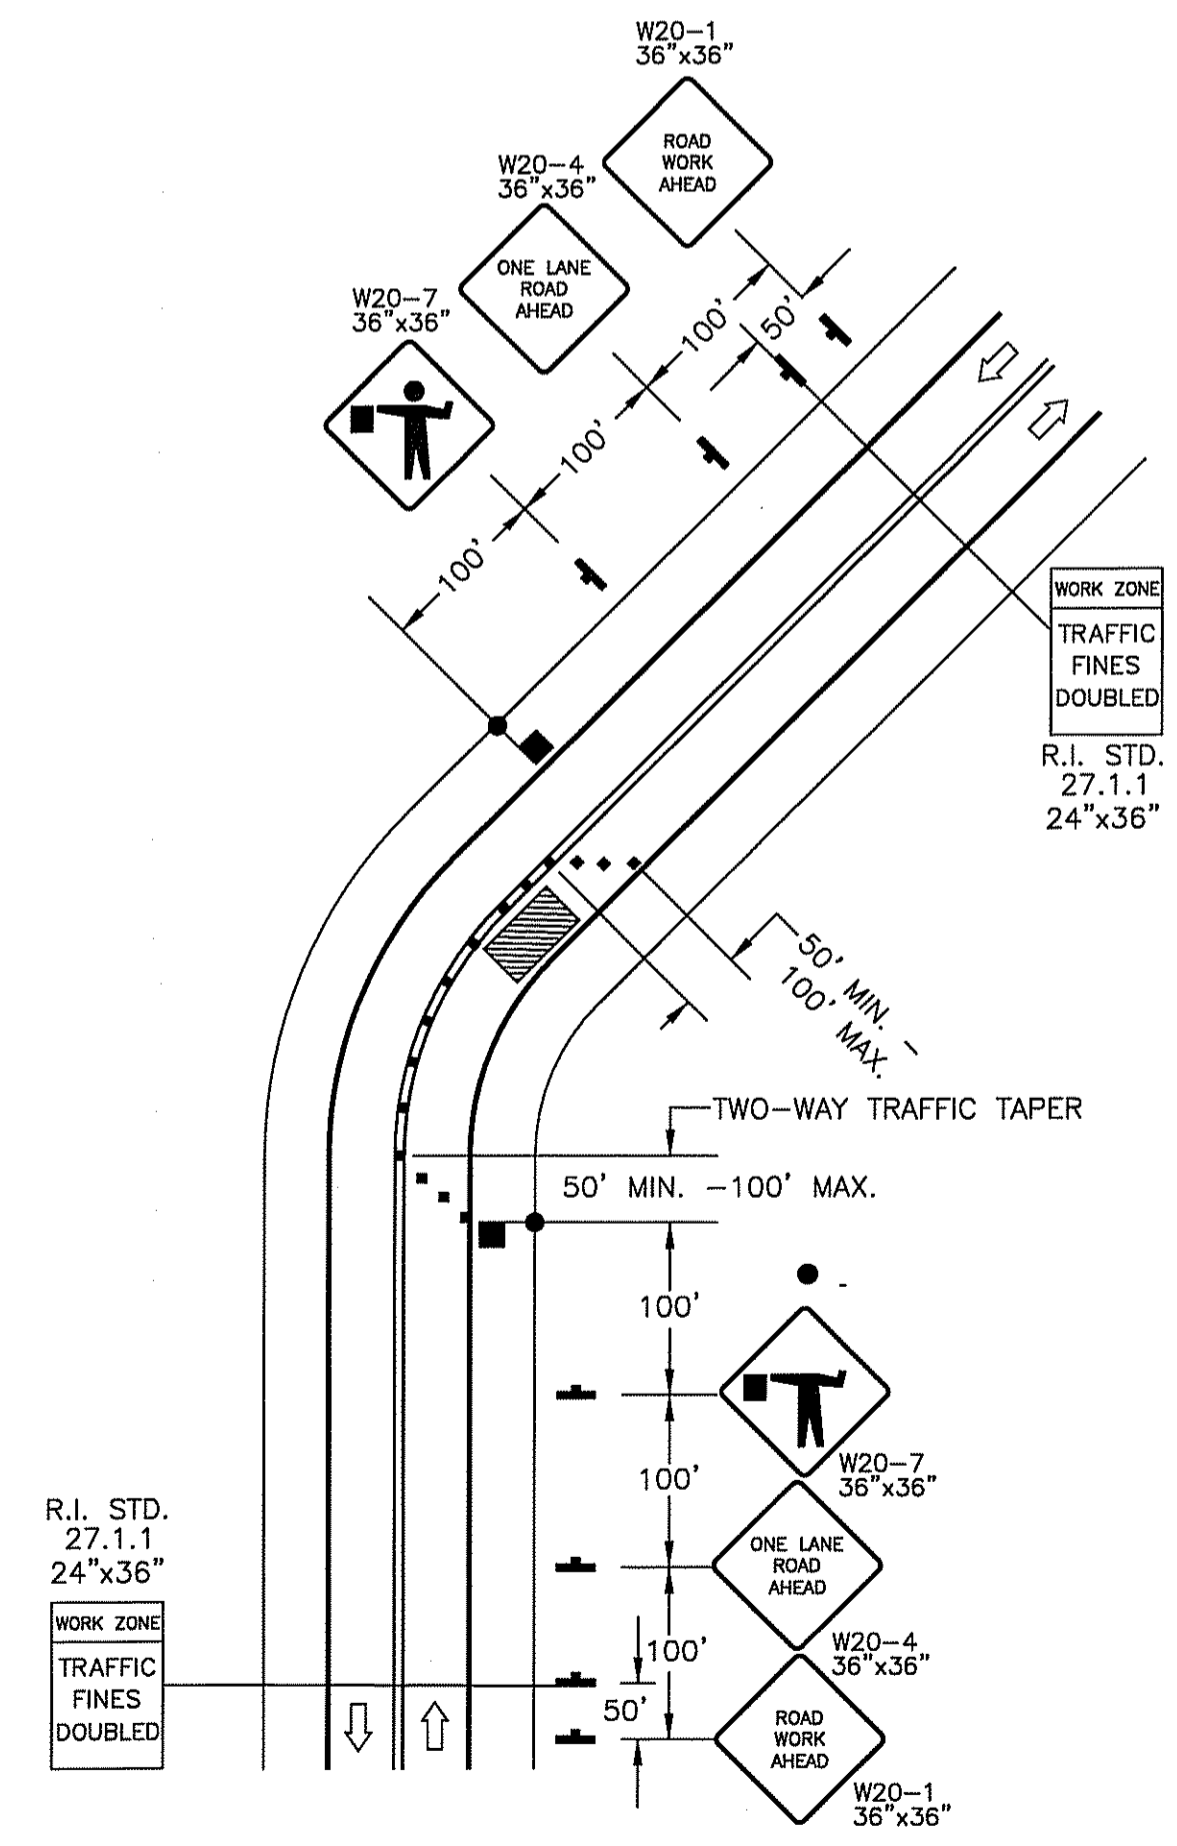 W20-1
36"x36"
ROAD
WORK
AHEAD
W20-4
36"x36"
ONE LANE
ROAD
AHEAD
W20-7
36"x36"
100'
50'
100'
100'
WORK ZONE
TRAFFIC
FINES
DOUBLED
R.I. STD.
27.1.1
24"x36"
50' MIN. -
100' MAX.
TWO-WAY TRAFFIC TAPER
50' MIN. -100' MAX.
100'
W20-7
36"x36"
100'
ONE LANE
ROAD
AHEAD
W20-4
36"x36"
100'
50'
ROAD
WORK
AHEAD
W20-1
36"x36"
R.I. STD.
27.1.1
24"x36"
WORK ZONE
TRAFFIC
FINES
DOUBLED